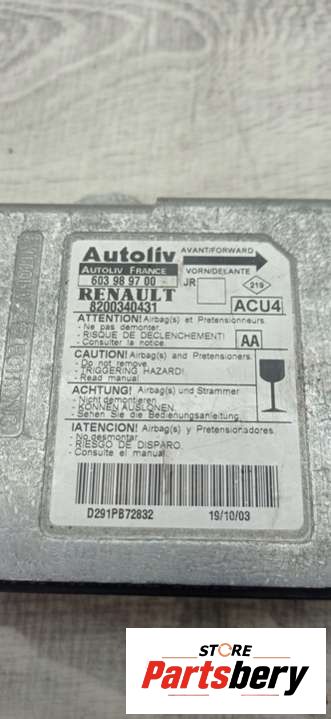 Autoliv
AVANT/FORWARD
AUTOLIV FRANCE
VORN/DELANTE
603 98 97 00
JR
219
RENAULT
8200340431
ACU4
ATTENTION! Airbag(s) et Pretensionneurs.
- Ne pas demonter.
- RISQUE DE DECLENCHEMENT!
- Consulter la notice.
AA
CAUTION! Airbag(s) and Pretensioners.
- Do not remove.
- TRIGGERING HAZARD!
- Read manual
ACHTUNG! Airbag(s) und Strammer
- Nicht demontieren
- KONNEN AUSLONEN
- Sehen Sie die Bedienungsanleitung.
!ATENCION! Airbag(s) y Pretensionadores.
- No desmontar
- RIESGO DE DISPARO.
- Consulte el manual.
D291PB72832
19/10/03
STORE
Partsbery